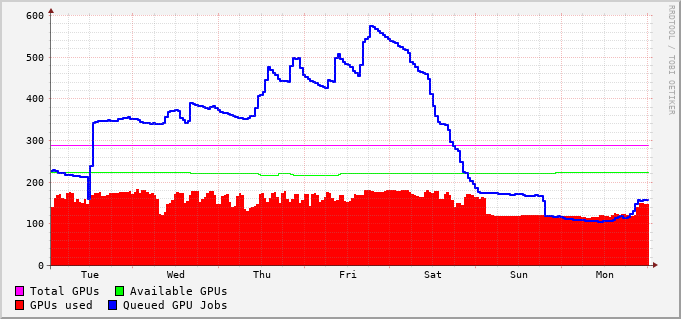 RRDTOOL / TOBI OETIKER
600
500
400
300
200
100
0
Tue Wed Thu Fri Sat Sun Mon
Total GPUs Available GPUs
GPUs used Queued GPU Jobs